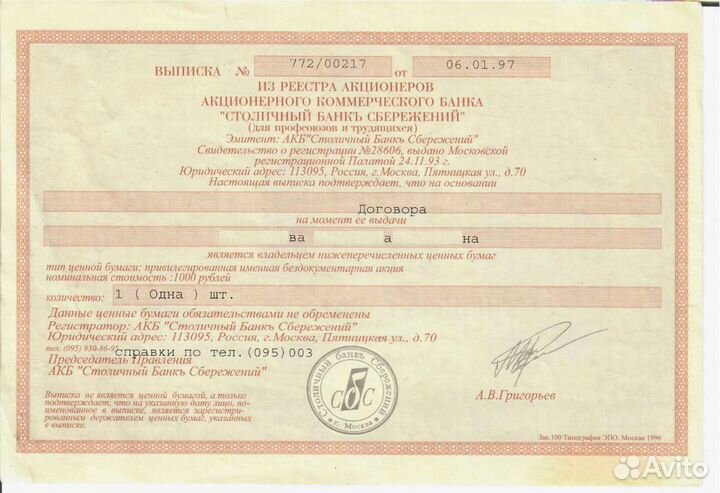 ВЫПИСКА № 772/00217 от 06.01.97
ИЗ РЕЕСТРА АКЦИОНЕРОВ
АКЦИОНЕРНОГО КОММЕРЧЕСКОГО БАНКА
"СТОЛИЧНЫЙ БАНКЪ СБЕРЕЖЕНИЙ"
(для профсоюзов и трудящихся)
Эмитент: АКБ"Столичный Банкъ Сбережений"
Свидетельство о регистрации №28606, выдано Московской
регистрационной Палатой 24.11.93 г.
Юридический адрес: 113095, Россия, г.Москва, Пятницкая ул., д.70
Настоящая выписка подтверждает, что на основании
Договора
на момент ее выдачи
ва а на
является владельцем нижеперечисленных ценных бумаг
тип ценной бумаги: привилегированная именная бездокументарная акция
номинальная стоимость :1000 рублей
количество: 1 ( Одна ) шт.
Данные ценные бумаги обязательствами не обременены
Регистратор: АКБ "Столичный Банкъ Сбережений"
Юридический адрес: 113095, Россия, г.Москва, Пятницкая ул., д.70
тел. (095) 930-86-95
справки по тел.(095)003
Председатель Правления
АКБ "Столичный Банкъ Сбережений"
А.В.Григорьев
Столичный банкъ Сбережений
СБС
г. Москва
Выписка не является ценной бумагой, а только
подтверждает, что на указанную дату лицо, по-
именованное в выписке, является зарегистри-
рованным держателем ценных бумаг, указанных
в выписке.
Зак.100 Типография ЭПО. Москва 1996
Avito